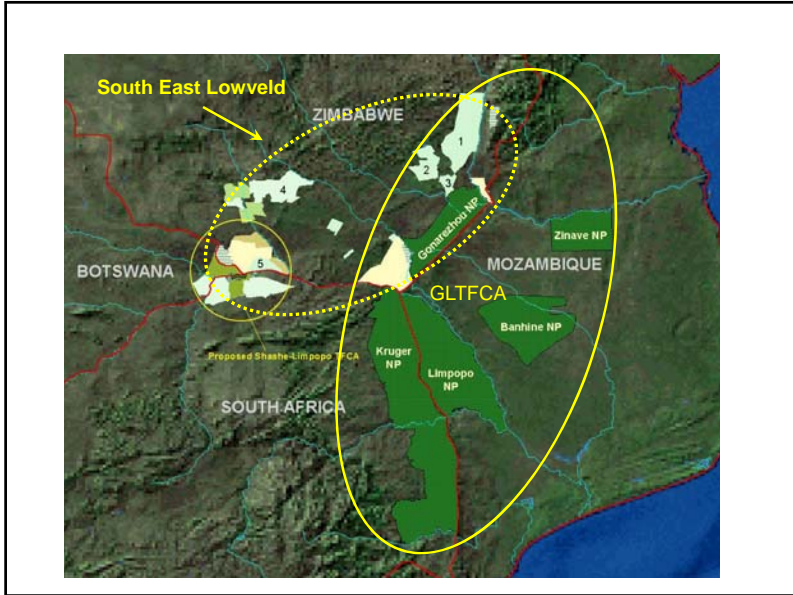 South East Lowveld
ZIMBABWE
1
2
3
4
Gonarezhou NP
Zinave NP
BOTSWANA
5
MOZAMBIQUE
GLTFCA
Banhine NP
Proposed Shashe-Limpopo TFCA
Kruger
NP
Limpopo
NP
SOUTH AFRICA